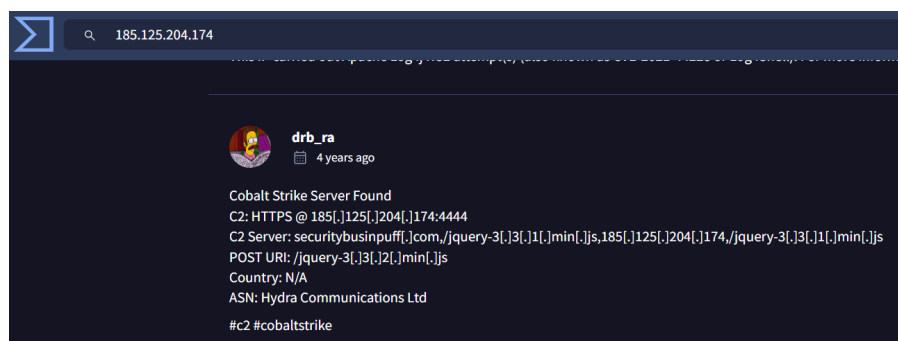 185.125.204.174
drb_ra
4 years ago
Cobalt Strike Server Found
C2: HTTPS @ 185[.]125[.]204[.]174:4444
C2 Server: securitybusinpuff[.]com,/jquery-3[.]3[.]1[.]min[.]js,185[.]125[.]204[.]174,/jquery-3[.]3[.]1[.]min[.]js
POST URI: /jquery-3[.]3[.]2[.]min[.]js
Country: N/A
ASN: Hydra Communications Ltd
#c2 #cobaltstrike